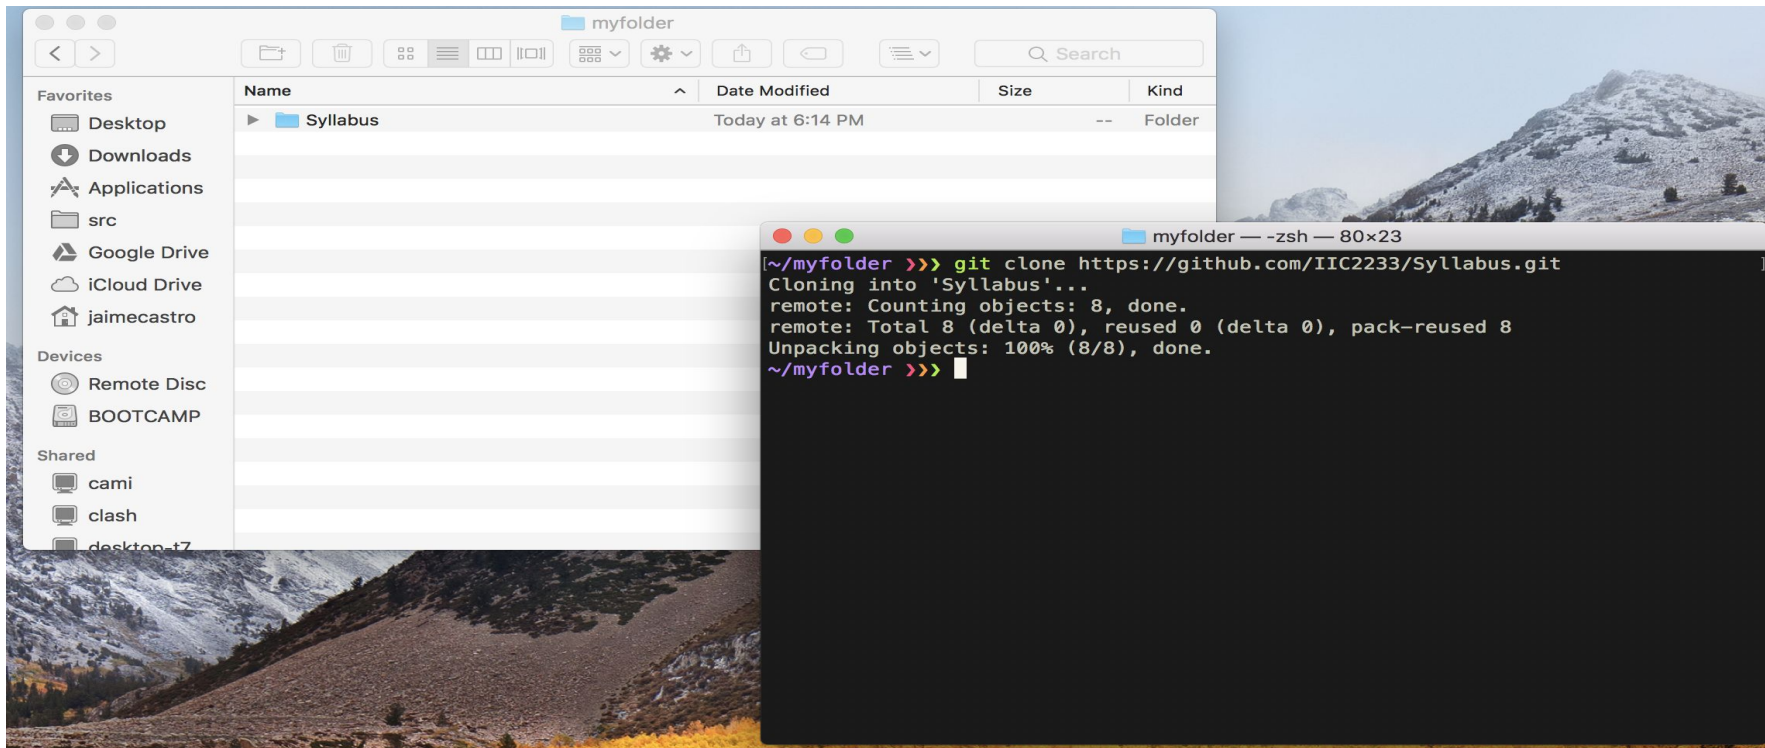 myfolder
Search
Favorites
Desktop
Downloads
Applications
src
Google Drive
iCloud Drive
jaimecastro
Devices
Remote Disc
BOOTCAMP
Shared
cami
clash
desktop-t7
Name Date Modified Size Kind
Syllabus Today at 6:14 PM -- Folder
myfolder — -zsh — 80×23
[~/myfolder ❯❯❯ git clone https://github.com/IIC2233/Syllabus.git ]
Cloning into 'Syllabus'...
remote: Counting objects: 8, done.
remote: Total 8 (delta 0), reused 0 (delta 0), pack-reused 8
Unpacking objects: 100% (8/8), done.
~/myfolder ❯❯❯